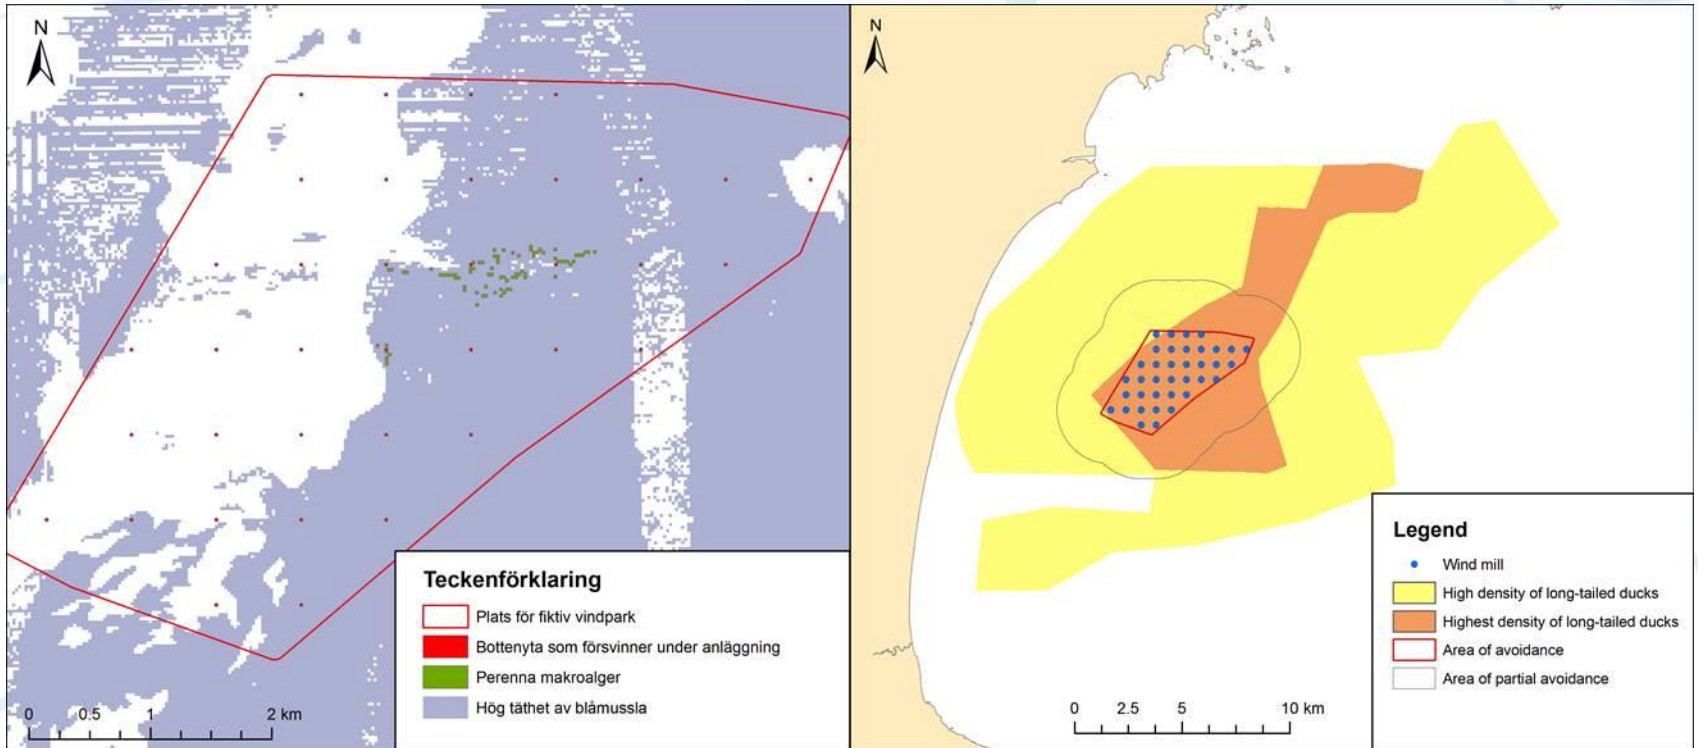 N
Teckenförklaring
Plats för fiktiv vindpark
Bottenyta som försvinner under anläggning
Perenna makroalger
Hög täthet av blåmussla
0 0.5 1 2 km
N
Legend
Wind mill
High density of long-tailed ducks
Highest density of long-tailed ducks
Area of avoidance
Area of partial avoidance
0 2.5 5 10 km